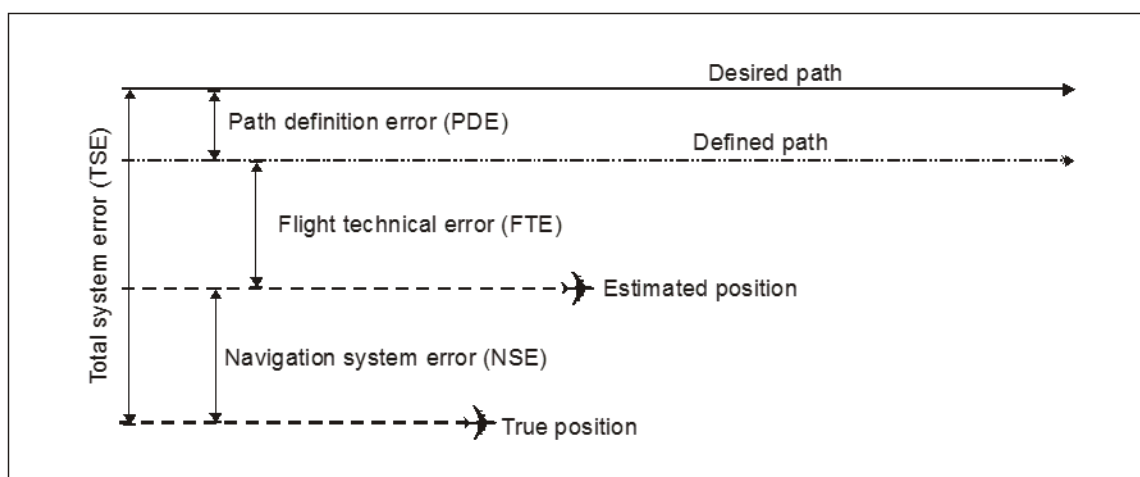 Desired path
Path definition error (PDE)
Defined path
Total system error (TSE)
Flight technical error (FTE)
Estimated position
Navigation system error (NSE)
True position